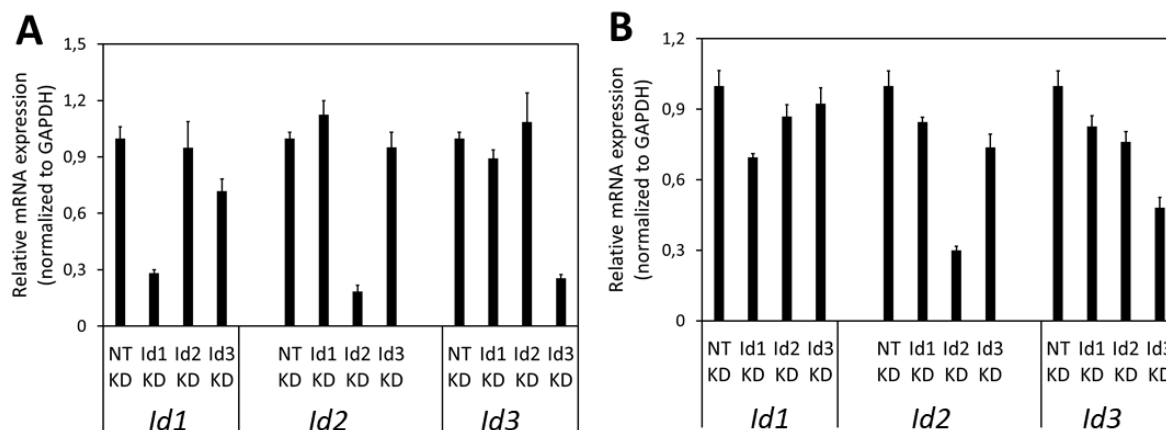 A
Relative mRNA expression
(normalized to GAPDH)
1,5
1,2
0,9
0,6
0,3
0
NT Id1 Id2 Id3 NT Id1 Id2 Id3 NT Id1 Id2 Id3
KD KD KD KD KD KD KD KD KD KD KD KD
Id1 Id2 Id3
B
Relative mRNA expression
(normalized to GAPDH)
1,2
0,9
0,6
0,3
0
NT Id1 Id2 Id3 NT Id1 Id2 Id3 NT Id1 Id2 Id3
KD KD KD KD KD KD KD KD KD KD KD KD
Id1 Id2 Id3